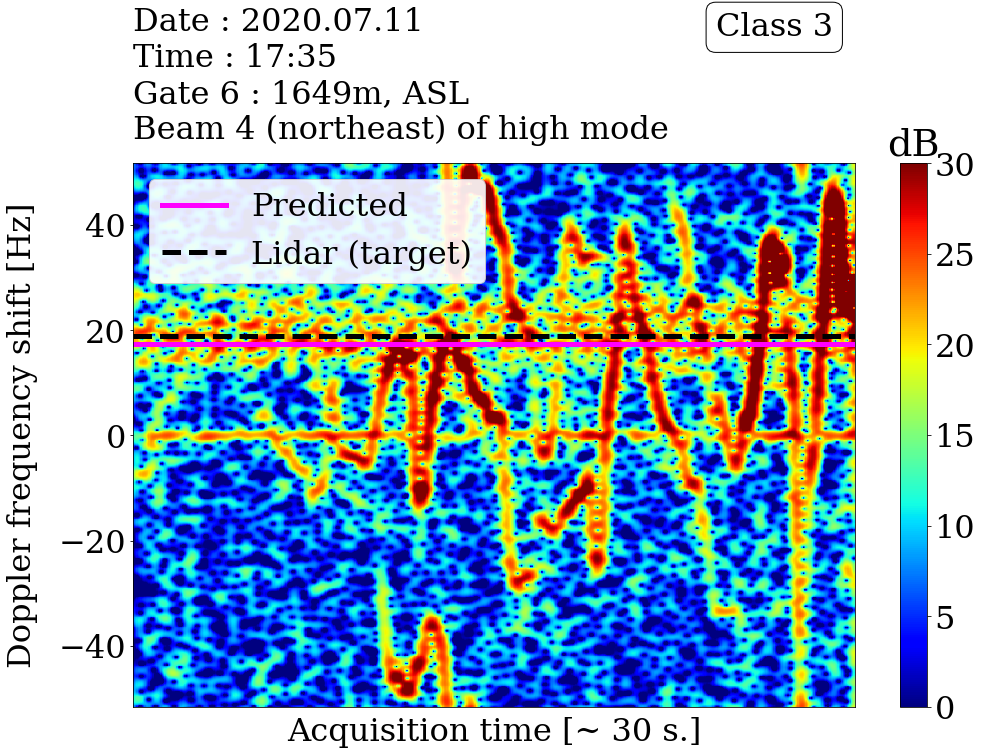 Date : 2020.07.11
Time : 17:35
Gate 6 : 1649m, ASL
Beam 4 (northeast) of high mode
Class 3
dB
Predicted
Lidar (target)
Doppler frequency shift [Hz]
40
20
0
−20
−40
Acquisition time [~ 30 s.]
30
25
20
15
10
5
0